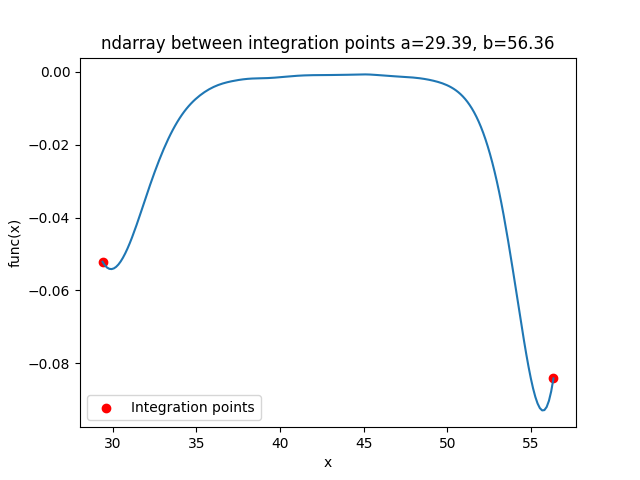 ndarray between integration points a=29.39, b=56.36
0.00
−0.02
−0.04
−0.06
−0.08
func(x)
Integration points
30 35 40 45 50 55
x